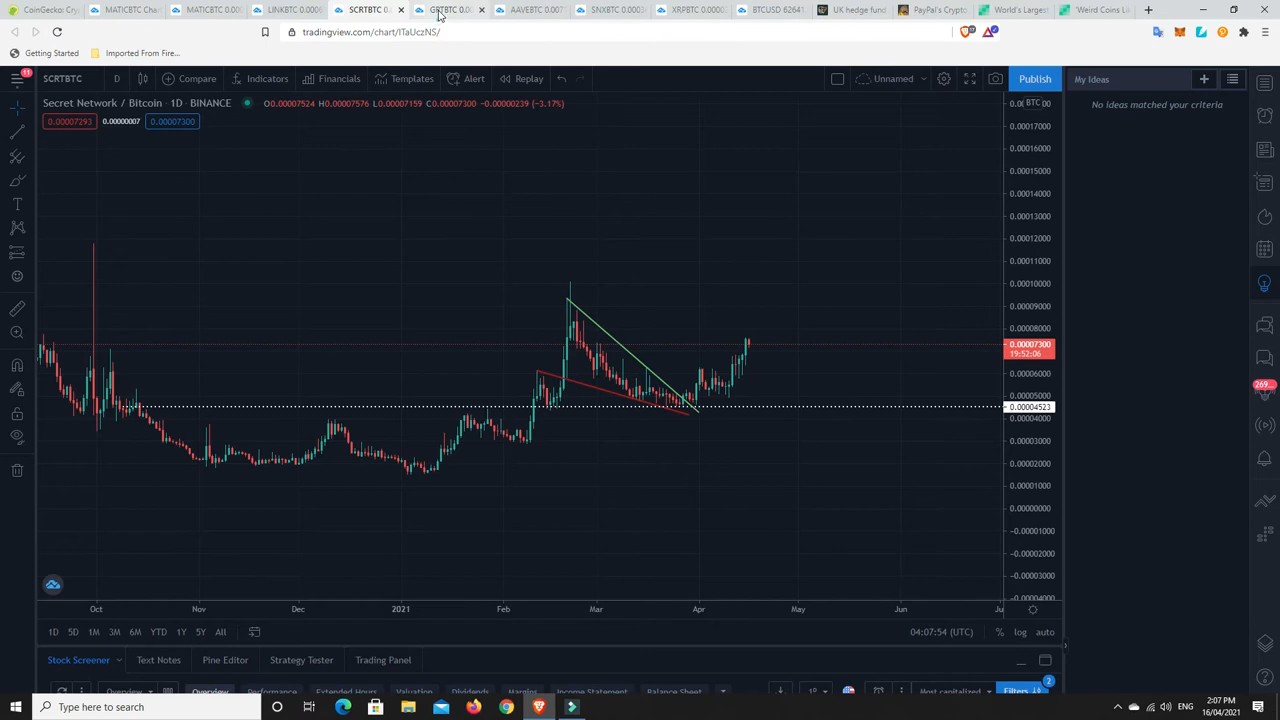 CoinGecko: Cry
MATICBTC Char
MATICBTC 0.00
LINKBTC 0.000
SCRTBTC 0.
GRTBTC 0.00
AAVEBTC 0.007
SNXBTC 0.000
XRPBTC 0.0000
BTCUSD 62641.
UK hedge fund
PayPal's Crypto
World's Largest
"Weird Coins Li
tradingview.com/chart/ITaUczNS/
Getting Started
Imported From Fire...
11
SCRTBTC
D
Compare
Indicators
Financials
Templates
Alert
Replay
Unnamed
Publish
My Ideas
No ideas matched your criteria
Secret Network / Bitcoin · 1D · BINANCE
O0.00007524 H0.00007576 L0.00007159 C0.00007300 −0.00000239 (−3.17%)
0.00007293
0.00000007
0.00007300
BTC
0.00017000
0.00016000
0.00015000
0.00014000
0.00013000
0.00012000
0.00011000
0.00010000
0.00009000
0.00008000
0.00007300
19:52:06
0.00006000
0.00005000
0.00004523
0.00004000
0.00003000
0.00002000
0.00001000
0.00000000
−0.00001000
−0.00002000
−0.00003000
−0.00004000
269...
Oct
Nov
Dec
2021
Feb
Mar
Apr
May
Jun
1D 5D 1M 3M 6M YTD 1Y 5Y All
04:07:54 (UTC)
% log auto
Stock Screener
Text Notes
Pine Editor
Strategy Tester
Trading Panel
Overview
Overview
Performance
Extended Hours
Valuation
Dividends
Margins
Income Statement
Balance Sheet
1D
Most capitalized
Filters
2
Type here to search
ENG
2:07 PM
16/04/2021